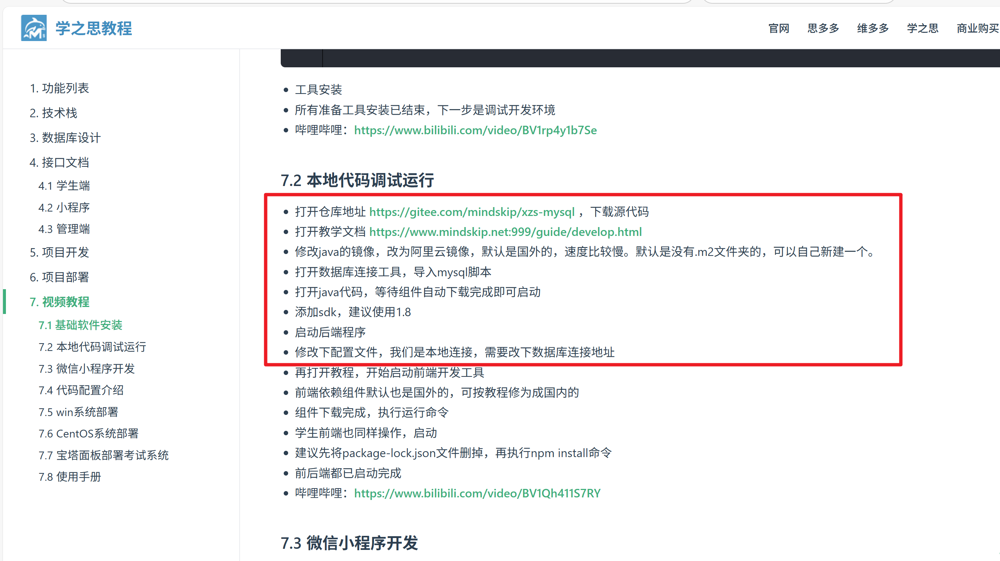 学之思教程
官网 思多多 维多多 学之思 商业购买
1. 功能列表
2. 技术栈
3. 数据库设计
4. 接口文档
4.1 学生端
4.2 小程序
4.3 管理端
5. 项目开发
6. 项目部署
7. 视频教程
7.1 基础软件安装
7.2 本地代码调试运行
7.3 微信小程序开发
7.4 代码配置介绍
7.5 win系统部署
7.6 CentOS系统部署
7.7 宝塔面板部署考试系统
7.8 使用手册
工具安装
所有准备工具安装已结束，下一步是调试开发环境
哔哩哔哩：https://www.bilibili.com/video/BV1rp4y1b7Se
7.2 本地代码调试运行
打开仓库地址 https://gitee.com/mindskip/xzs-mysql ，下载源代码
打开教学文档 https://www.mindskip.net:999/guide/develop.html
修改java的镜像，改为阿里云镜像，默认是国外的，速度比较慢。默认是没有.m2文件夹的，可以自己新建一个。
打开数据库连接工具，导入mysql脚本
打开java代码，等待组件自动下载完成即可启动
添加sdk，建议使用1.8
启动后端程序
修改下配置文件，我们是本地连接，需要改下数据库连接地址
再打开教程，开始启动前端开发工具
前端依赖组件默认也是国外的，可按教程修为成国内的
组件下载完成，执行运行命令
学生前端也同样操作，启动
建议先将package-lock.json文件删掉，再执行npm install命令
前后端都已启动完成
哔哩哔哩：https://www.bilibili.com/video/BV1Qh411S7RY
7.3 微信小程序开发